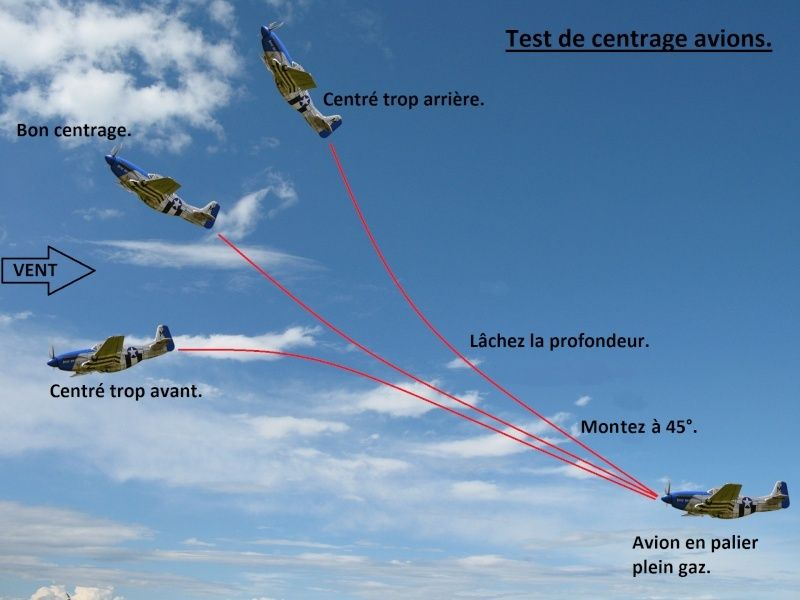 Test de centrage avions.
Centré trop arrière.
Bon centrage.
VENT
Lâchez la profondeur.
Centré trop avant.
Montez à 45°.
Avion en palier
plein gaz.